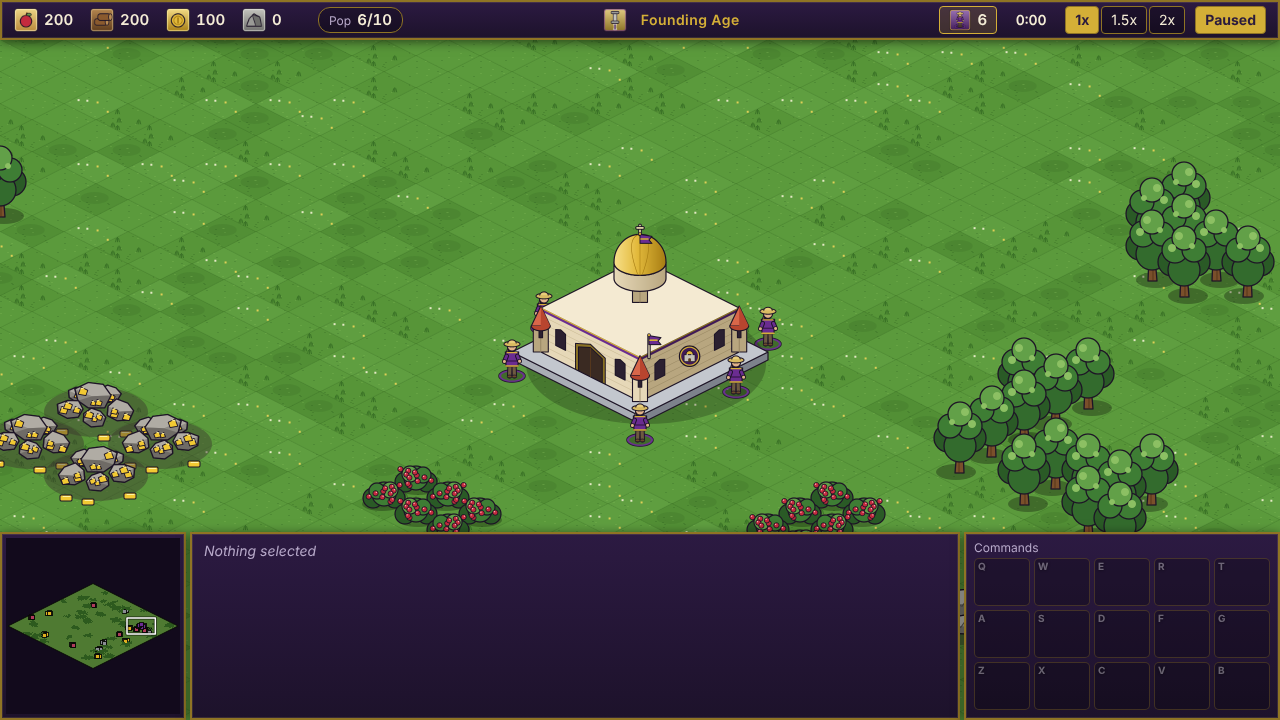 200
200
100
0
Pop 6/10
Founding Age
6
0:00
1x
1.5x
2x
Paused
Nothing selected
Commands
Q
W
E
R
T
A
S
D
F
G
Z
X
C
V
B